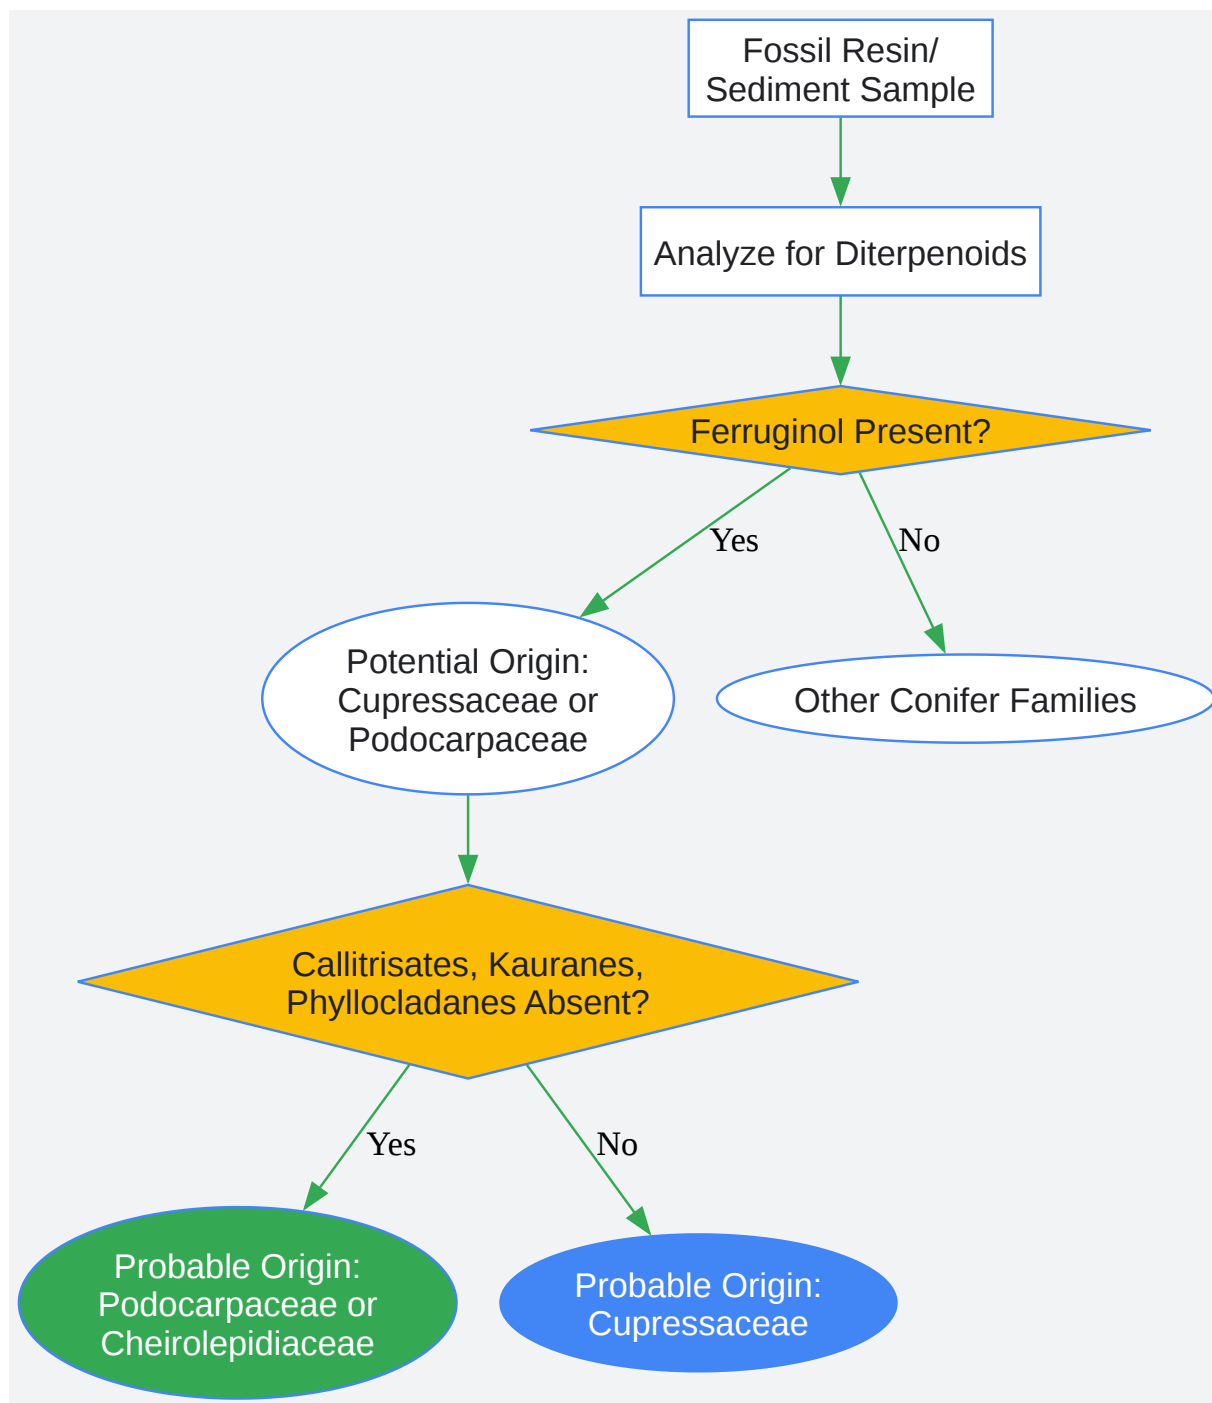 Fossil Resin/
Sediment Sample
Analyze for Diterpenoids
Ferruginol Present?
Yes
No
Potential Origin:
Cupressaceae or
Podocarpaceae
Other Conifer Families
Callitrisates, Kauranes,
Phyllocladanes Absent?
Yes
No
Probable Origin:
Podocarpaceae or
Cheirolepidiaceae
Probable Origin:
Cupressaceae